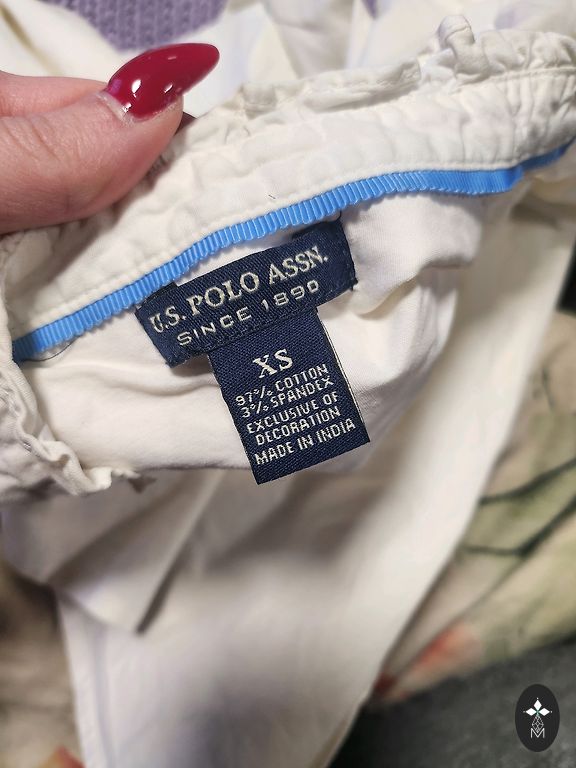 U.S. POLO ASSN.
SINCE 1890
XS
97% COTTON
3% SPANDEX
EXCLUSIVE OF
DECORATION
MADE IN INDIA
M